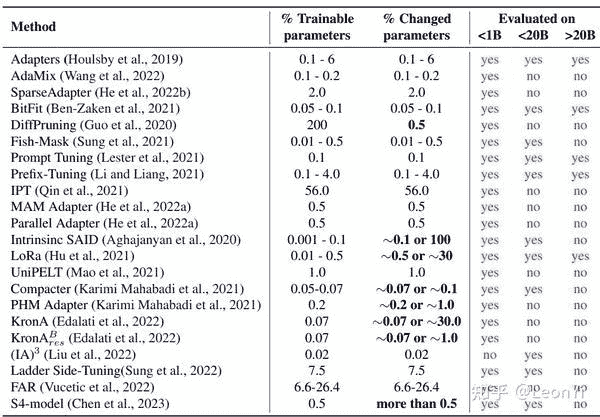 Method % Trainable parameters % Changed parameters Evaluated on
<1B <20B >20B
Adapters (Houlsby et al., 2019) 0.1 - 6 0.1 - 6 yes yes yes
AdaMix (Wang et al., 2022) 0.1 - 0.2 0.1 - 0.2 yes no no
SparseAdapter (He et al., 2022b) 2.0 2.0 yes no no
BitFit (Ben-Zaken et al., 2021) 0.05 - 0.1 0.05 - 0.1 yes yes yes
DiffPruning (Guo et al., 2020) 200 0.5 yes no no
Fish-Mask (Sung et al., 2021) 0.01 - 0.5 0.01 - 0.5 yes yes no
Prompt Tuning (Lester et al., 2021) 0.1 0.1 yes yes yes
Prefix-Tuning (Li and Liang, 2021) 0.1 - 4.0 0.1 - 4.0 yes yes yes
IPT (Qin et al., 2021) 56.0 56.0 yes no no
MAM Adapter (He et al., 2022a) 0.5 0.5 yes no no
Parallel Adapter (He et al., 2022a) 0.5 0.5 yes no no
Intrinsinc SAID (Aghajanyan et al., 2020) 0.001 - 0.1 ~0.1 or 100 yes yes no
LoRa (Hu et al., 2021) 0.01 - 0.5 ~0.5 or ~30 yes yes yes
UniPELT (Mao et al., 2021) 1.0 1.0 yes no no
Compacter (Karimi Mahabadi et al., 2021) 0.05-0.07 ~0.07 or ~0.1 yes yes no
PHM Adapter (Karimi Mahabadi et al., 2021) 0.2 ~0.2 or ~1.0 yes no no
KronA (Edalati et al., 2022) 0.07 ~0.07 or ~30.0 yes no no
KronA^B_res (Edalati et al., 2022) 0.07 ~0.07 or ~1.0 yes no no
(IA)³ (Liu et al., 2022) 0.02 0.02 no yes no
Ladder Side-Tuning(Sung et al., 2022) 7.5 7.5 yes yes no
FAR (Vucetic et al., 2022) 6.6-26.4 6.6-26.4 yes no no
S4-model (Chen et al., 2023) 0.5 more than 0.5 yes yes no
知乎 @LeonYi